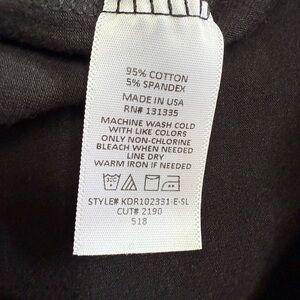 95% COTTON
5% SPANDEX
MADE IN USA
RN# 131335
MACHINE WASH COLD
WITH LIKE COLORS
ONLY NON-CHLORINE
BLEACH WHEN NEEDED
LINE DRY
WARM IRON IF NEEDED
STYLE# KDR102331-E-SL
CUT# 2190
518